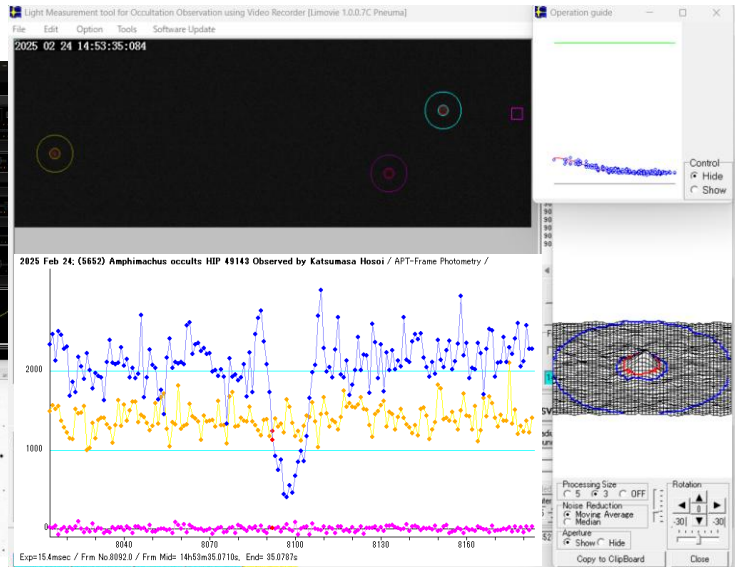 Light Measurement tool for Occultation Observation using Video Recorder [Limovie 1.0.0.7C Pneuma]
File Edit Option Tools Software Update
2025 02 24 14:53:35:084
Operation guide
Control
Hide
Show
90
90
90
98
2025 Feb 24; (5652) Amphimachus occults HIP 49143 Observed by Katsumasa Hosoi / APT-Frame Photometry /
2000
1000
0
8040 8070 8100 8130 8160
Exp=15.4msec / Frm No.8092.0 / Frm Mid: 14h53m35.0710s, End= 35.0787s
Processing Size
5 3 OFF
Noise Reduction
Moving Average
Median
Aperture
Show Hide
Rotation
0
-30 -30
Copy to ClipBoard
Close